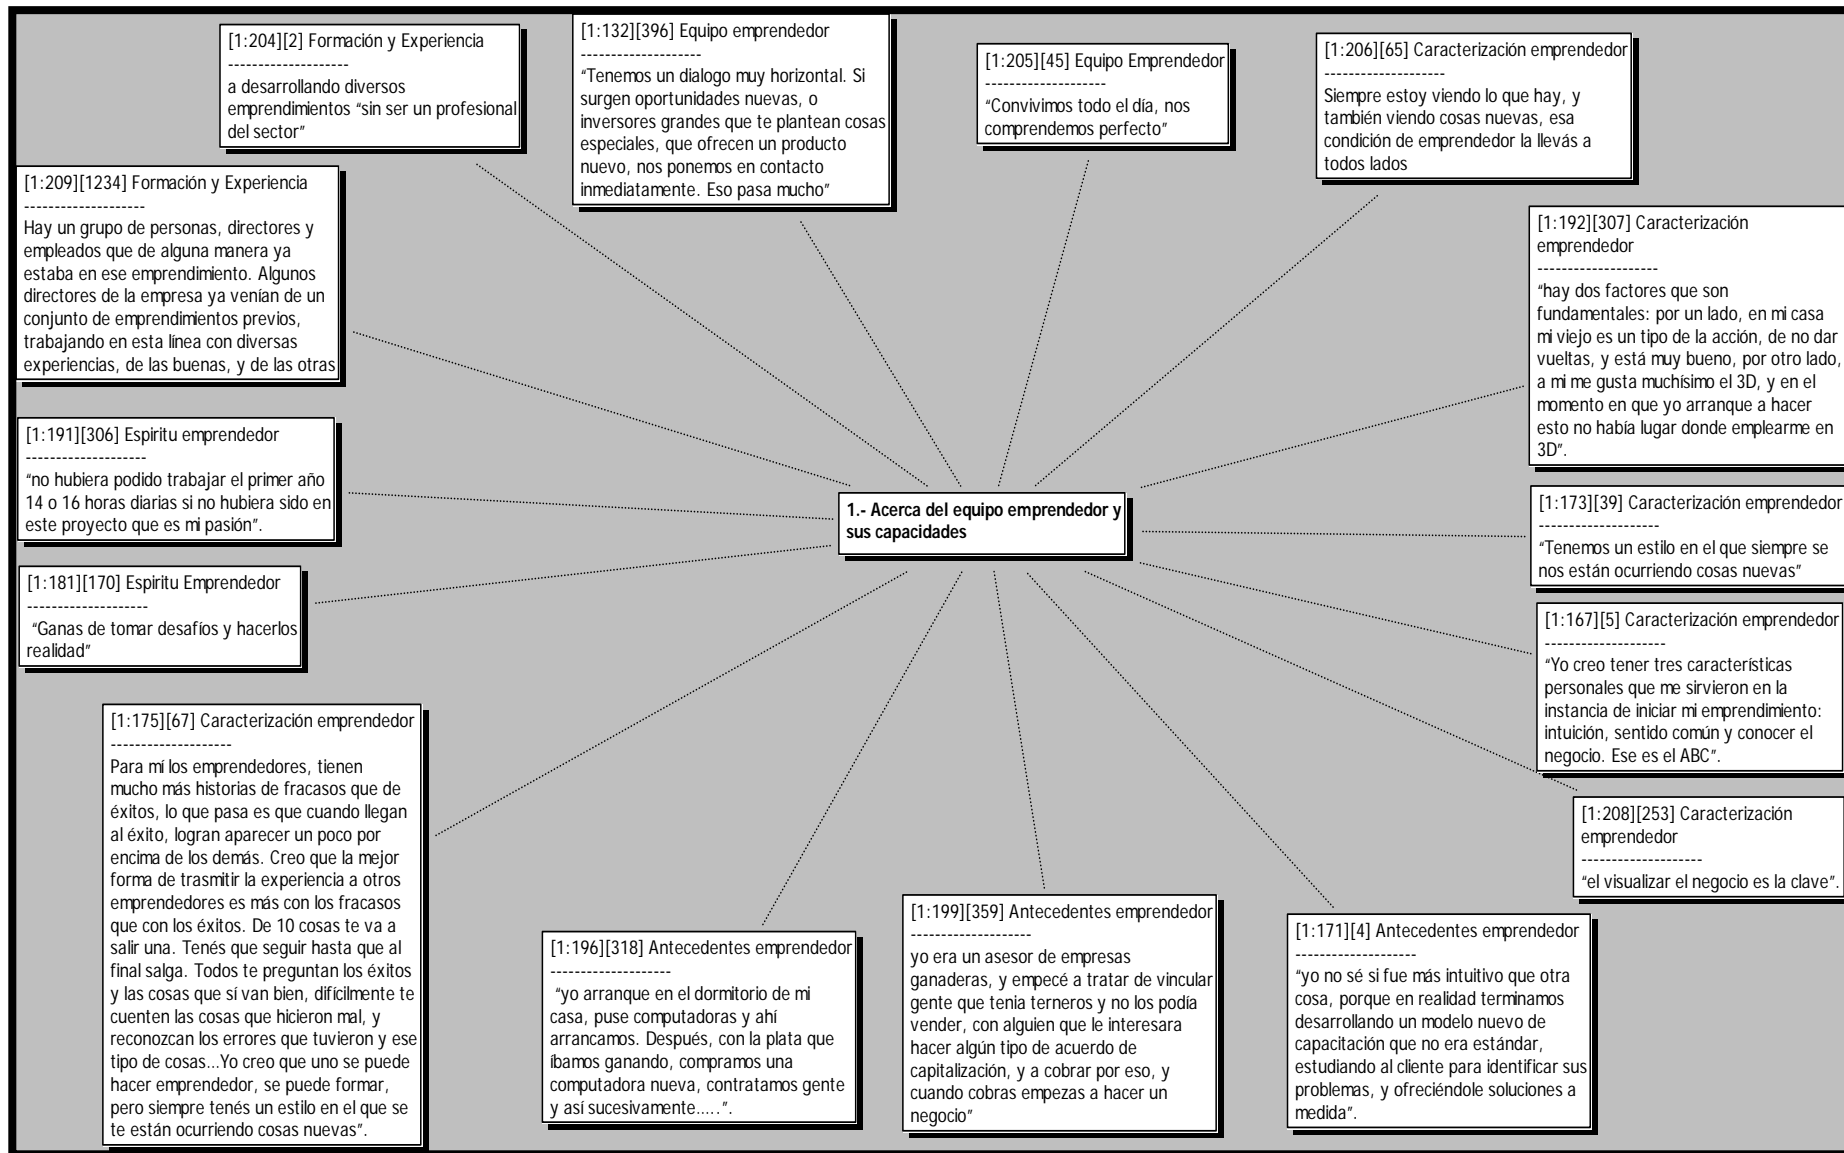 [1:204][2] Formación y Experiencia
--------------------
a desarrollando diversos
emprendimientos “sin ser un profesional
del sector”
[1:132][396] Equipo emprendedor
--------------------
“Tenemos un dialogo muy horizontal. Si
surgen oportunidades nuevas, o
inversores grandes que te plantean cosas
especiales, que ofrecen un producto
nuevo, nos ponemos en contacto
inmediatamente. Eso pasa mucho”
[1:205][45] Equipo Emprendedor
--------------------
“Convivimos todo el día, nos
comprendemos perfecto”
[1:206][65] Caracterización emprendedor
--------------------
Siempre estoy viendo lo que hay, y
también viendo cosas nuevas, esa
condición de emprendedor la llevás a
todos lados
[1:209][1234] Formación y Experiencia
--------------------
Hay un grupo de personas, directores y
empleados que de alguna manera ya
estaba en ese emprendimiento. Algunos
directores de la empresa ya venían de un
conjunto de emprendimientos previos,
trabajando en esta línea con diversas
experiencias, de las buenas, y de las otras
[1:192][307] Caracterización
emprendedor
--------------------
“hay dos factores que son
fundamentales: por un lado, en mi casa
mi viejo es un tipo de la acción, de no dar
vueltas, y está muy bueno, por otro lado,
a mi me gusta muchísimo el 3D, y en el
momento en que yo arranque a hacer
esto no había lugar donde emplearme en
3D”.
[1:191][306] Espiritu emprendedor
--------------------
“no hubiera podido trabajar el primer año
14 o 16 horas diarias si no hubiera sido en
este proyecto que es mi pasión”.
1.- Acerca del equipo emprendedor y
sus capacidades
[1:173][39] Caracterización emprendedor
--------------------
“Tenemos un estilo en el que siempre se
nos están ocurriendo cosas nuevas”
[1:181][170] Espiritu Emprendedor
--------------------
“Ganas de tomar desafíos y hacerlos
realidad”
[1:167][5] Caracterización emprendedor
--------------------
“Yo creo tener tres características
personales que me sirvieron en la
instancia de iniciar mi emprendimiento:
intuición, sentido común y conocer el
negocio. Ese es el ABC”.
[1:175][67] Caracterización emprendedor
--------------------
Para mí los emprendedores, tienen
mucho más historias de fracasos que de
éxitos, lo que pasa es que cuando llegan
al éxito, logran aparecer un poco por
encima de los demás. Creo que la mejor
forma de trasmitir la experiencia a otros
emprendedores es más con los fracasos
que con los éxitos. De 10 cosas te va a
salir una. Tenés que seguir hasta que al
final salga. Todos te preguntan los éxitos
y las cosas que sí van bien, difícilmente te
cuenten las cosas que hicieron mal, y
reconozcan los errores que tuvieron y ese
tipo de cosas...Yo creo que uno se puede
hacer emprendedor, se puede formar,
pero siempre tenés un estilo en el que se
te están ocurriendo cosas nuevas”.
[1:208][253] Caracterización
emprendedor
--------------------
“el visualizar el negocio es la clave”.
[1:196][318] Antecedentes emprendedor
--------------------
“yo arranque en el dormitorio de mi
casa, puse computadoras y ahí
arrancamos. Después, con la plata que
íbamos ganando, compramos una
computadora nueva, contratamos gente
y así sucesivamente.....”.
[1:199][359] Antecedentes emprendedor
--------------------
yo era un asesor de empresas
ganaderas, y empecé a tratar de vincular
gente que tenia terneros y no los podía
vender, con alguien que le interesara
hacer algún tipo de acuerdo de
capitalización, y a cobrar por eso, y
cuando cobras empezas a hacer un
negocio”
[1:171][4] Antecedentes emprendedor
--------------------
“yo no sé si fue más intuitivo que otra
cosa, porque en realidad terminamos
desarrollando un modelo nuevo de
capacitación que no era estándar,
estudiando al cliente para identificar sus
problemas, y ofreciéndole soluciones a
medida”.